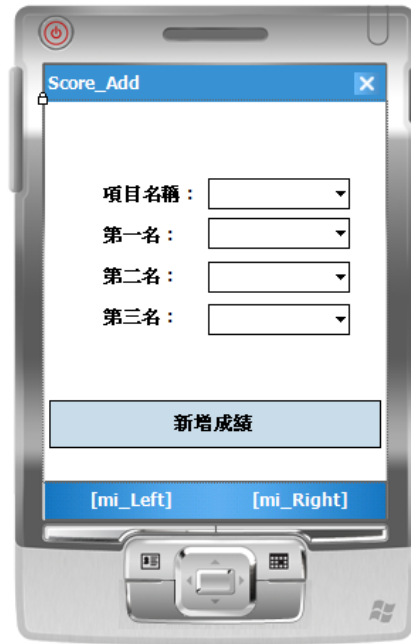 Score_Add
項目名稱：
第一名：
第二名：
第三名：
新增成績
[mi_Left] [mi_Right]